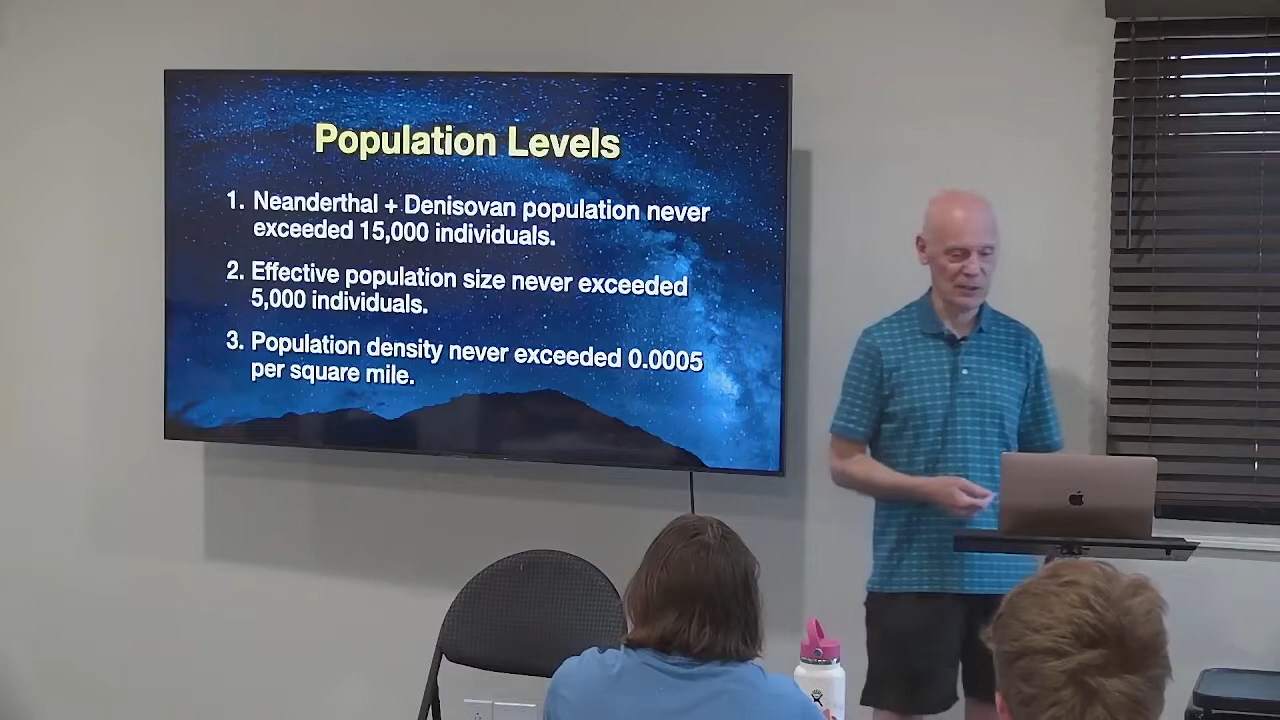 Population Levels
1. Neanderthal + Denisovan population never
exceeded 15,000 individuals.
2. Effective population size never exceeded
5,000 individuals.
3. Population density never exceeded 0.0005
per square mile.